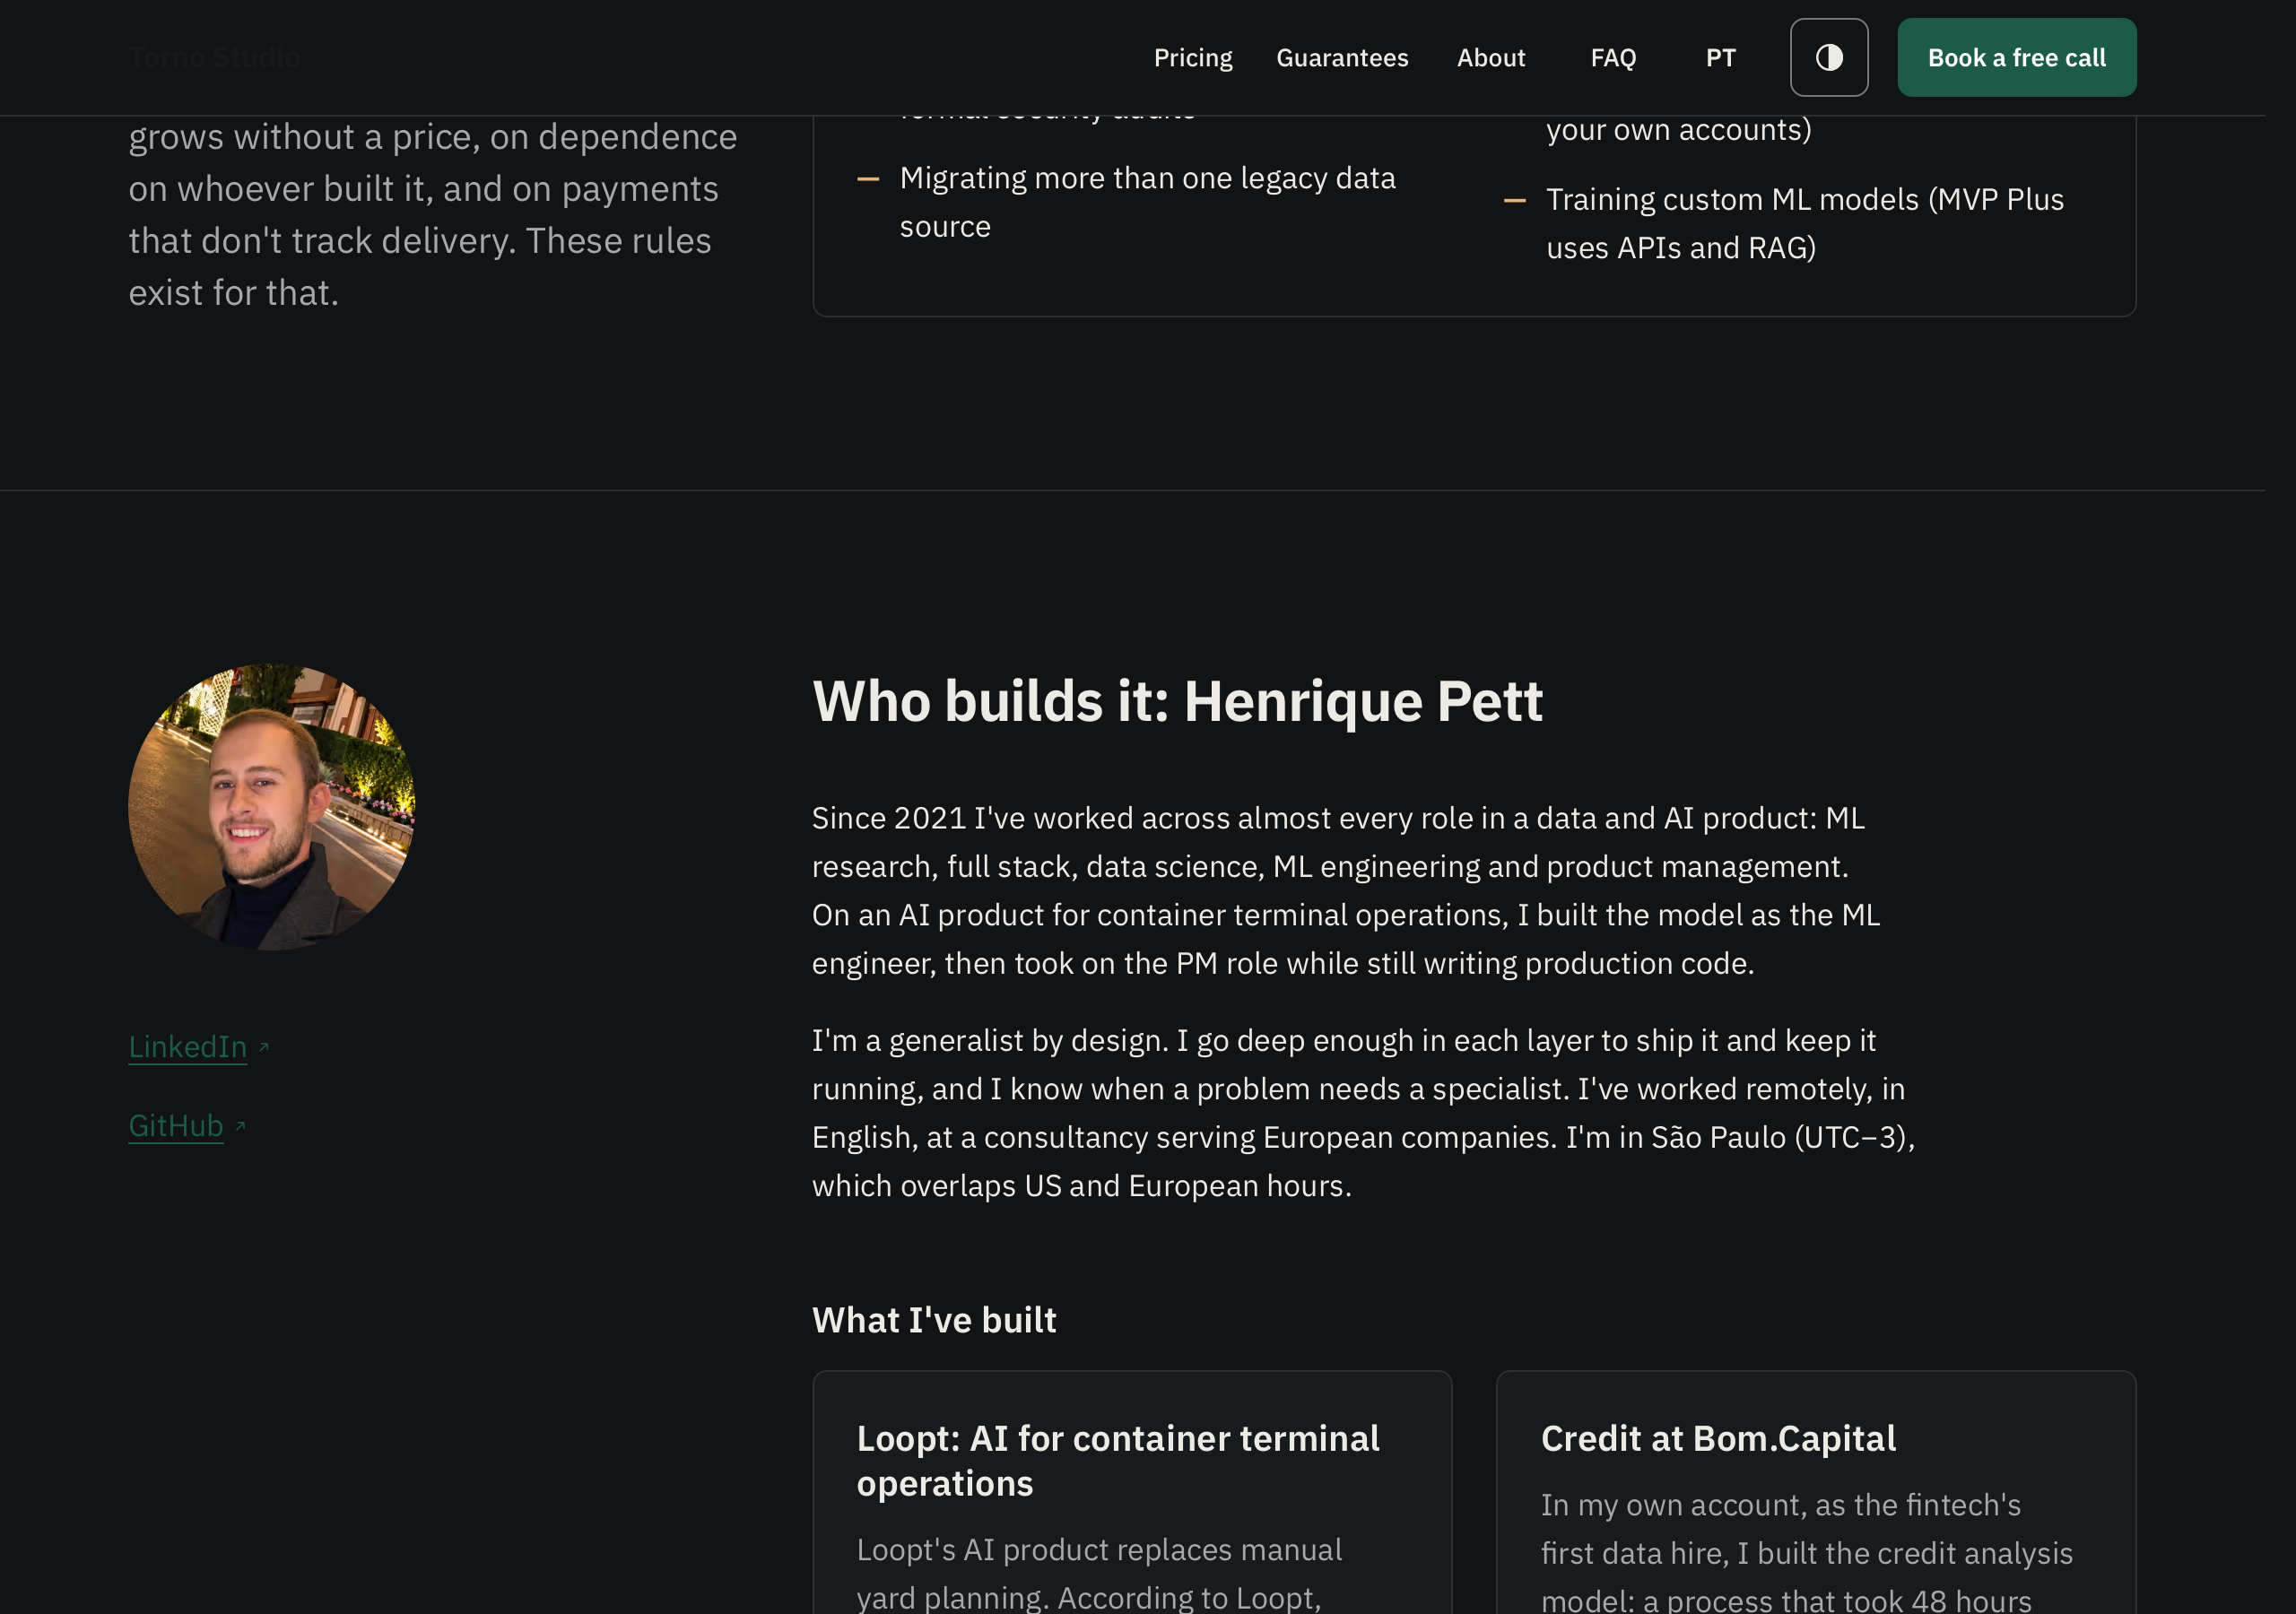 Torno Studio
Pricing
Guarantees
About
FAQ
PT
Book a free call
grows without a price, on dependence
on whoever built it, and on payments
that don't track delivery. These rules
exist for that.
formal security audits
Migrating more than one legacy data
source
your own accounts)
Training custom ML models (MVP Plus
uses APIs and RAG)
LinkedIn ↗
GitHub ↗
Who builds it: Henrique Pett
Since 2021 I've worked across almost every role in a data and AI product: ML
research, full stack, data science, ML engineering and product management.
On an AI product for container terminal operations, I built the model as the ML
engineer, then took on the PM role while still writing production code.
I'm a generalist by design. I go deep enough in each layer to ship it and keep it
running, and I know when a problem needs a specialist. I've worked remotely, in
English, at a consultancy serving European companies. I'm in São Paulo (UTC−3),
which overlaps US and European hours.
What I've built
Loopt: AI for container terminal
operations
Loopt's AI product replaces manual
yard planning. According to Loopt,
Credit at Bom.Capital
In my own account, as the fintech's
first data hire, I built the credit analysis
model: a process that took 48 hours